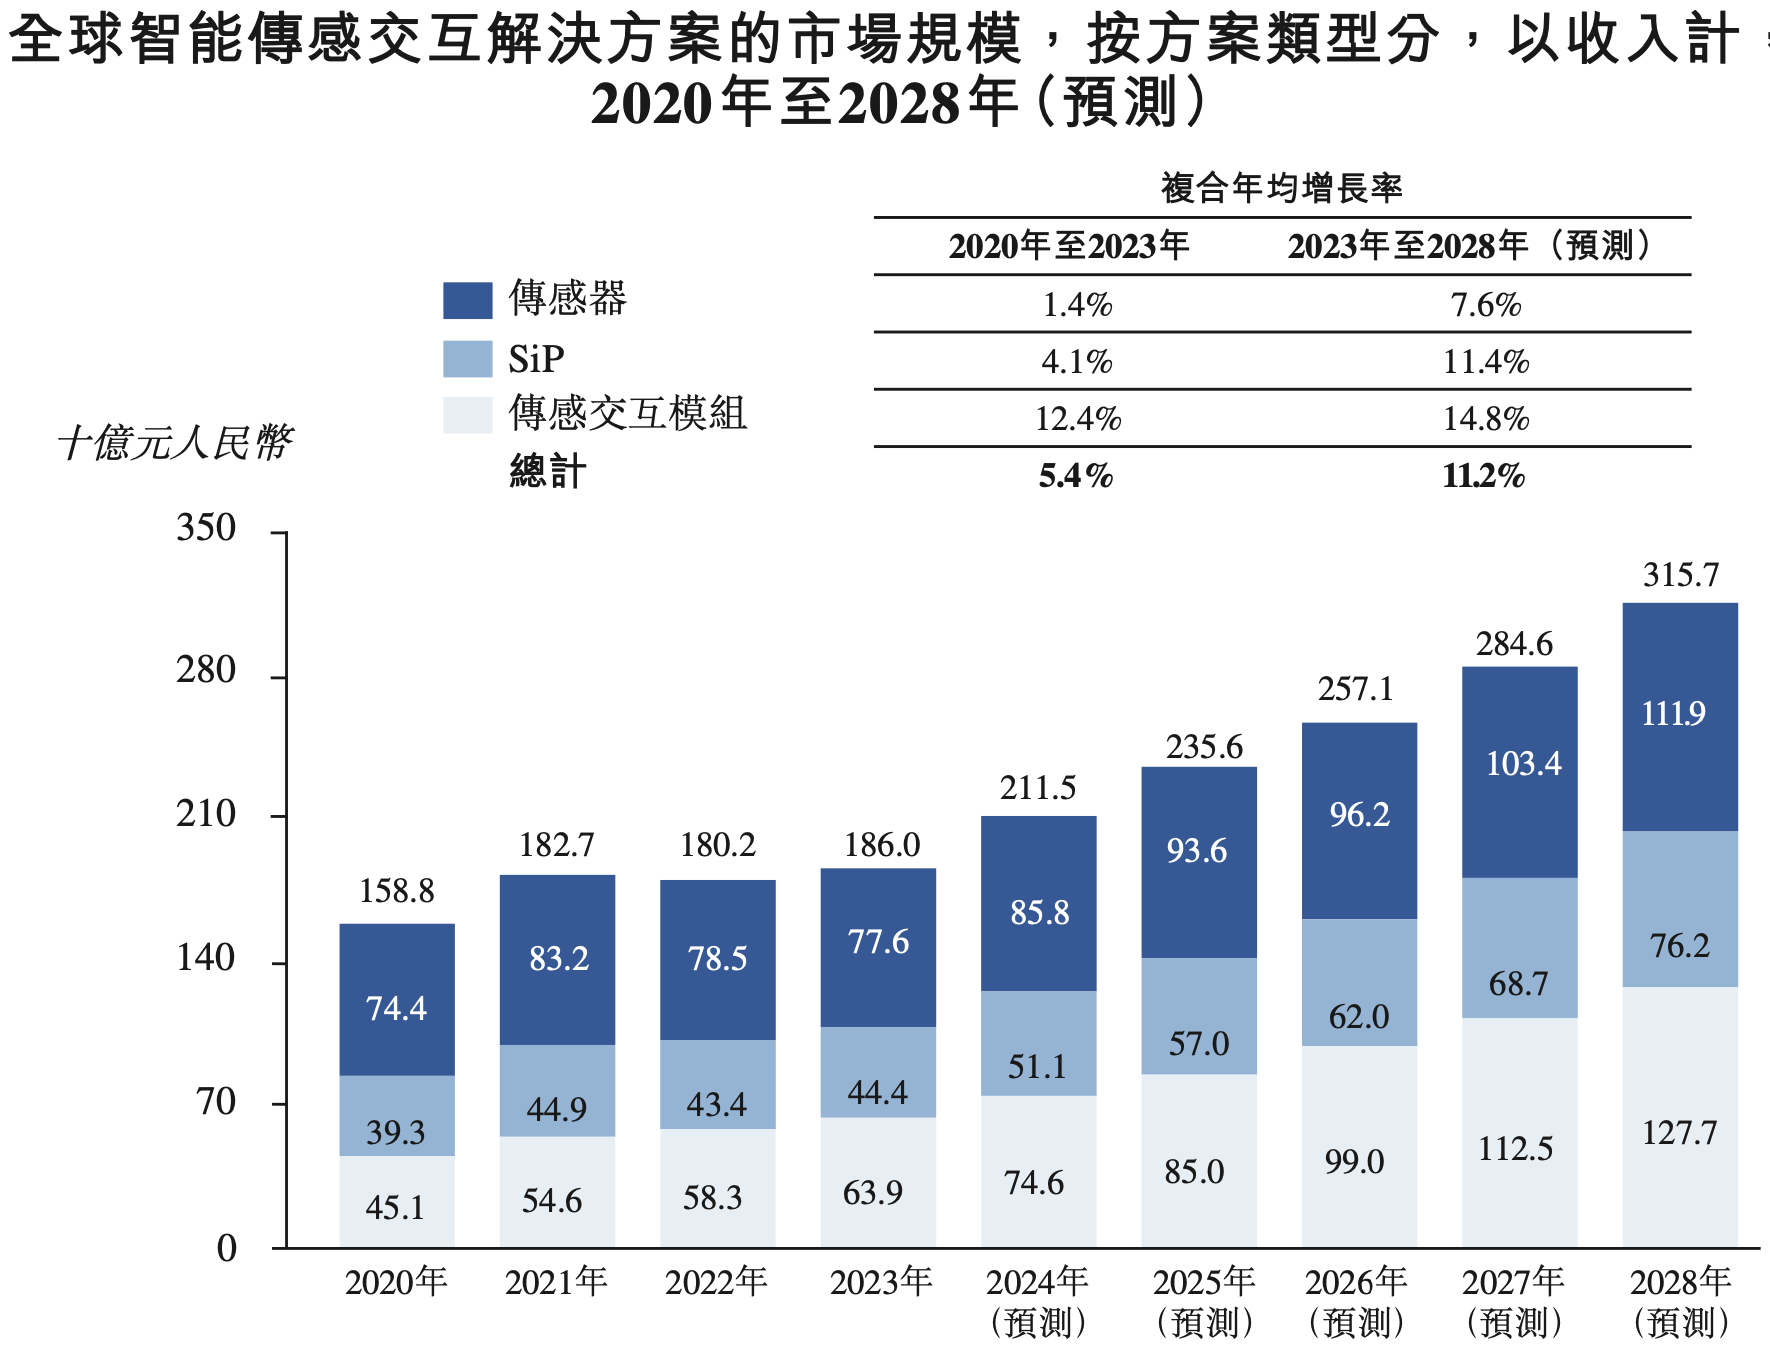 全球智能傳感交互解決方案的市場規模，按方案類型分，以收入計，
2020年至2028年（預測）
複合年均增長率
2020年至2023年 2023年至2028年（預測）
傳感器 1.4% 7.6%
SiP 4.1% 11.4%
傳感交互模組 12.4% 14.8%
總計 5.4% 11.2%
十億元人民幣
350
280
210
140
70
0
158.8 182.7 180.2 186.0 211.5 235.6 257.1 284.6 315.7
74.4 83.2 78.5 77.6 85.8 93.6 96.2 103.4 111.9
39.3 44.9 43.4 44.4 51.1 57.0 62.0 68.7 76.2
45.1 54.6 58.3 63.9 74.6 85.0 99.0 112.5 127.7
2020年 2021年 2022年 2023年 2024年 2025年 2026年 2027年 2028年
（預測） （預測） （預測） （預測） （預測）